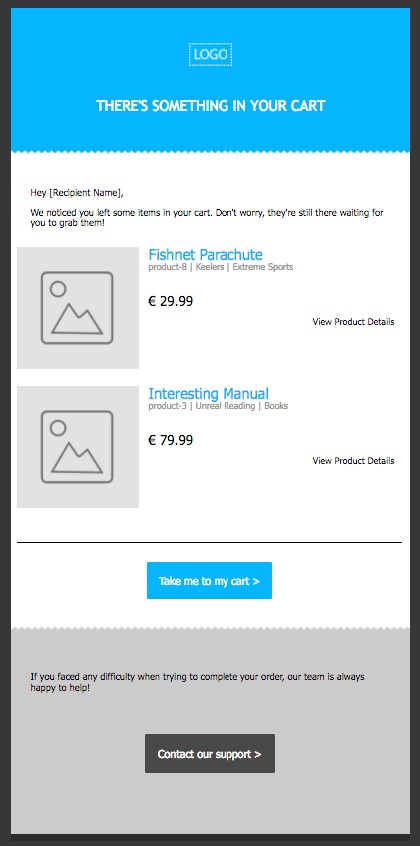 LOGO
THERE'S SOMETHING IN YOUR CART
Hey [Recipient Name],
We noticed you left some items in your cart. Don't worry, they're still there waiting for
you to grab them!
Fishnet Parachute
product-8 | Keelers | Extreme Sports
€ 29.99
View Product Details
Interesting Manual
product-3 | Unreal Reading | Books
€ 79.99
View Product Details
Take me to my cart >
If you faced any difficulty when trying to complete your order, our team is always
happy to help!
Contact our support >